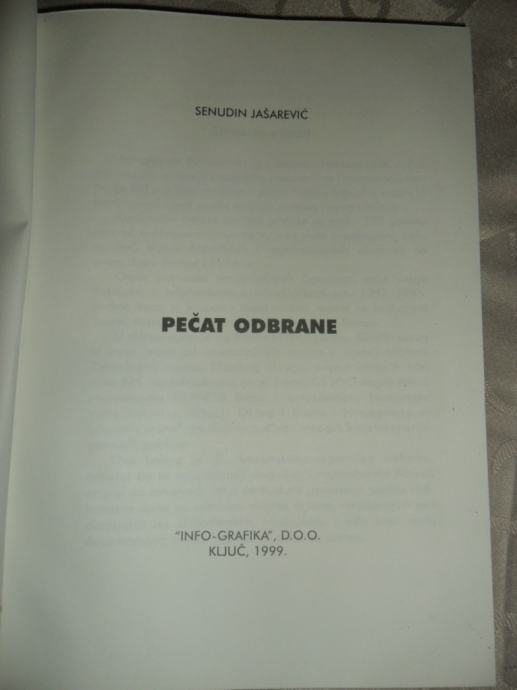 SENUDIN JAŠAREVIĆ
PEČAT ODBRANE
"INFO-GRAFIKA", D.O.O.
KLJUČ, 1999.